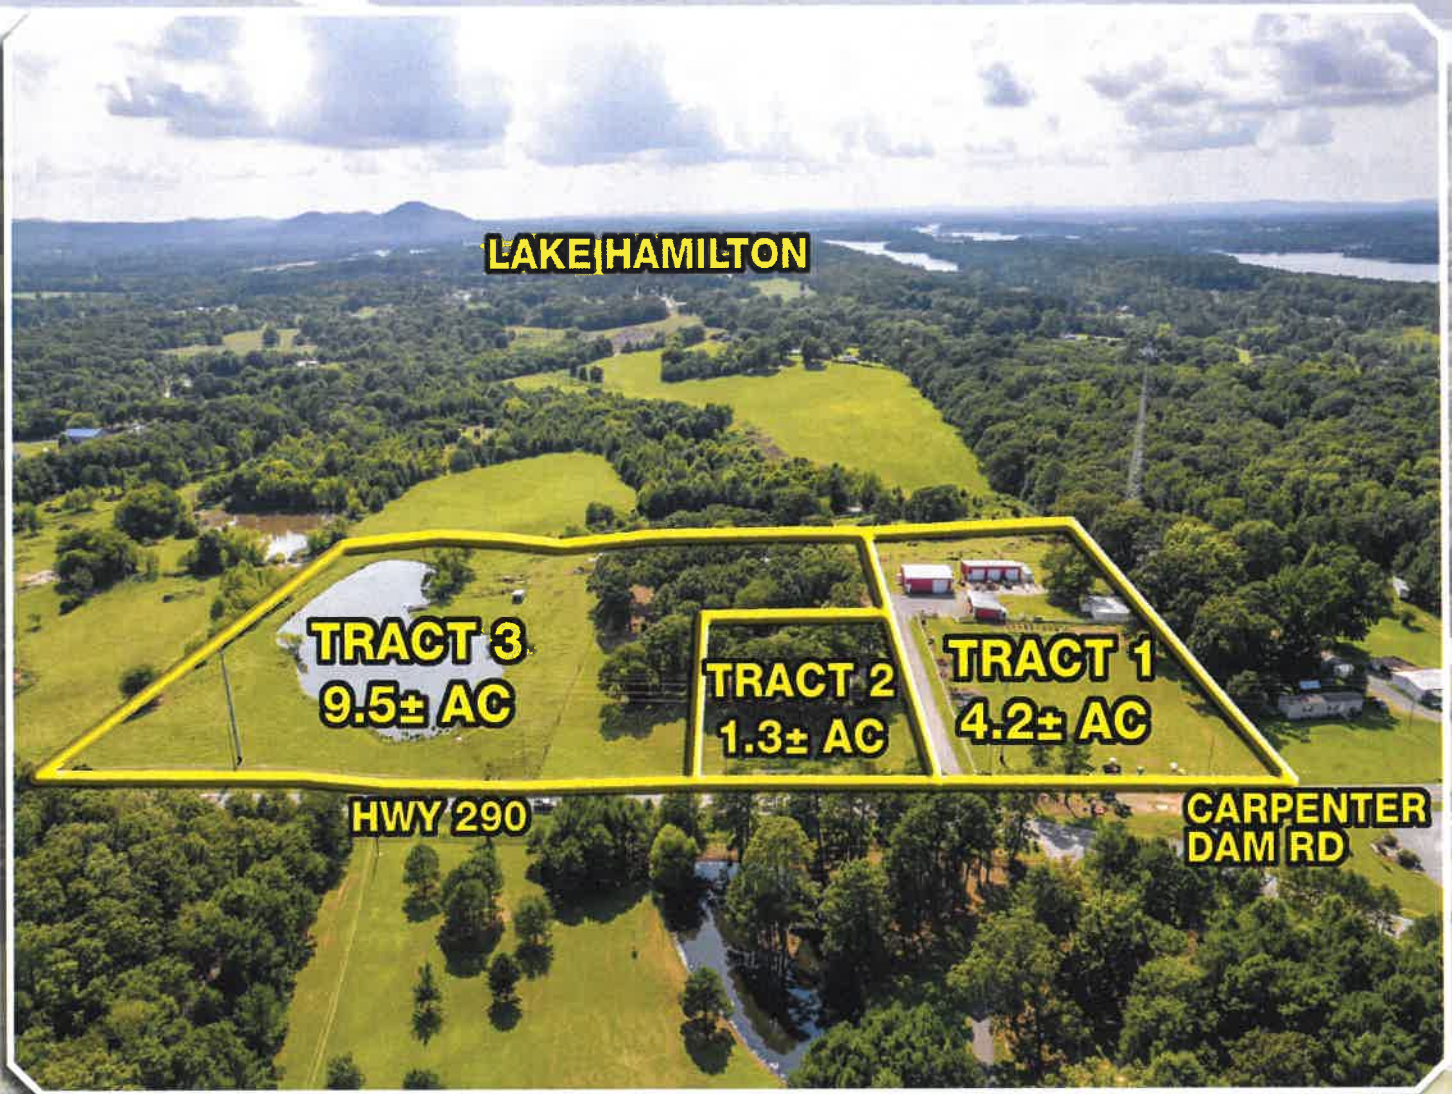 LAKE HAMILTON
TRACT 3
9.5± AC
TRACT 2
1.3± AC
TRACT 1
4.2± AC
HWY 290
CARPENTER
DAM RD